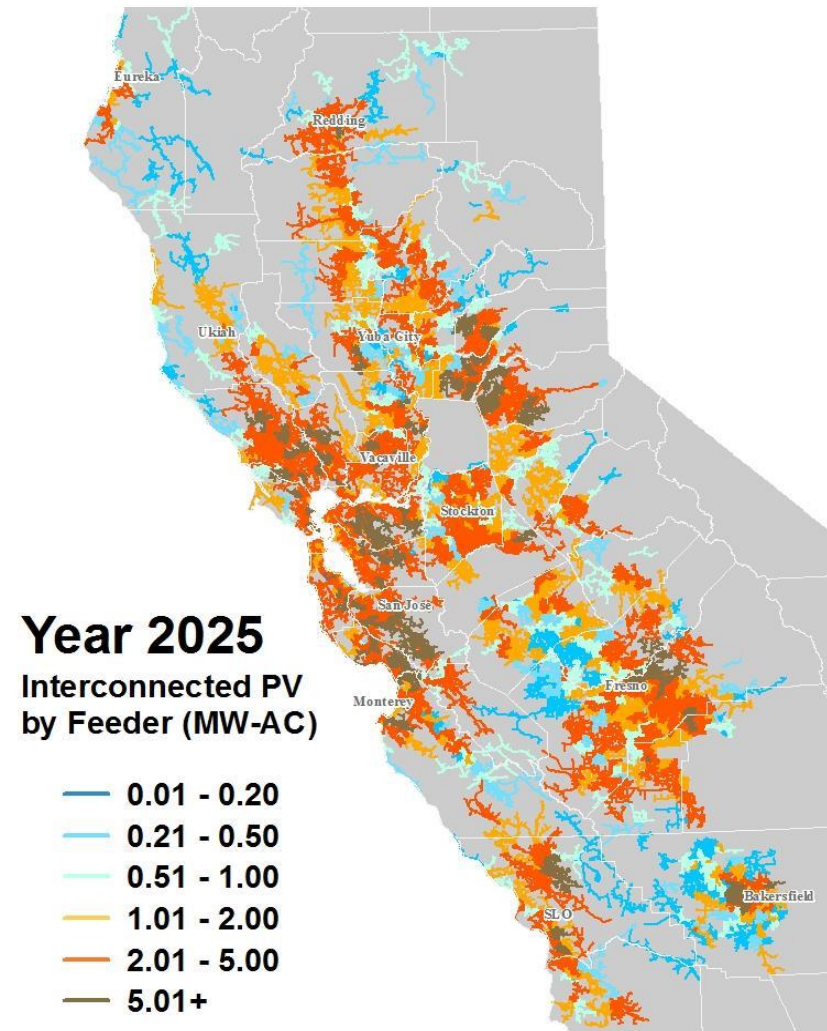 Eureka
Redding
Ukiah
Yuba City
Vacaville
Stockton
San Jose
Monterey
Fresno
SLO
Bakersfield
Year 2025
Interconnected PV
by Feeder (MW-AC)
0.01 - 0.20
0.21 - 0.50
0.51 - 1.00
1.01 - 2.00
2.01 - 5.00
5.01+